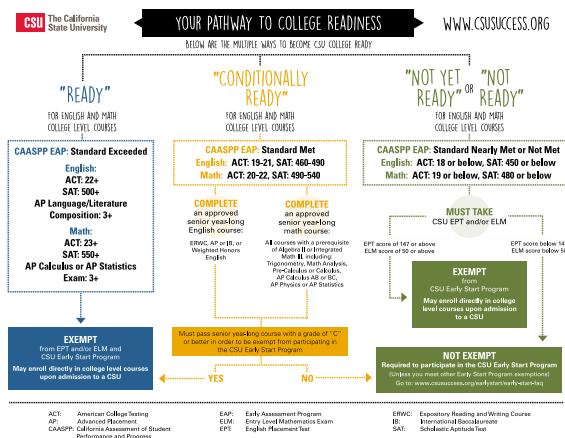 CSU The California
State University
YOUR PATHWAY TO COLLEGE READINESS
WWW.CSUSUCCESS.ORG
BELOW ARE THE MULTIPLE WAYS TO BECOME CSU COLLEGE READY
"READY"
FOR ENGLISH AND MATH
COLLEGE LEVEL COURSES
CAASPP EAP: Standard Exceeded
English:
ACT: 22+
SAT: 500+
AP Language/Literature
Composition: 3+
Math:
ACT: 23+
SAT: 550+
AP Calculus or AP Statistics
Exam: 3+
EXEMPT
from EPT and/or ELM and
CSU Early Start Program
May enroll directly in college level courses
upon admission to a CSU
"CONDITIONALLY
READY"
FOR ENGLISH AND MATH
COLLEGE LEVEL COURSES
CAASPP EAP: Standard Met
English: ACT: 19-21, SAT: 460-490
Math: ACT: 20-22, SAT: 490-540
COMPLETE
an approved
senior year-long
English course:
ERWC, AP or IB, or
Weighted Honors
English
COMPLETE
an approved
senior year-long
math course:
All courses with a prerequisite
of Algebra II or Integrated
Math III, including:
Trigonometry, Math Analysis,
Pre-Calculus or Calculus,
AP Calculus AB or BC,
AP Physics or AP Statistics
Must pass senior year-long course with a grade of "C"
or better in order to be exempt from participating in
the CSU Early Start Program
YES
NO
"NOT YET
READY" OR "NOT
READY"
FOR ENGLISH AND MATH
COLLEGE LEVEL COURSES
CAASPP EAP: Standard Nearly Met or Not Met
English: ACT: 18 or below, SAT: 450 or below
Math: ACT: 19 or below, SAT: 480 or below
MUST TAKE
CSU EPT and/or ELM
EPT score of 147 or above
ELM score of 50 or above
EPT score below 14
ELM score below 50
EXEMPT
from
CSU Early Start Program
May enroll directly in college
level courses upon admission
to a CSU
NOT EXEMPT
Required to participate in the CSU Early Start Program
(Unless you meet other Early Start Program exemptions)
Go to: www.csusuccess.org/earlystart/early-start-faq
ACT: American College Testing
AP: Advanced Placement
CAASPP: California Assessment of Student
Performance and Progress
EAP: Early Assessment Program
ELM: Entry Level Mathematics Exam
EPT: English Placement Test
ERWC: Expository Reading and Writing Course
IB: International Baccalaureate
SAT: Scholastic Aptitude Test